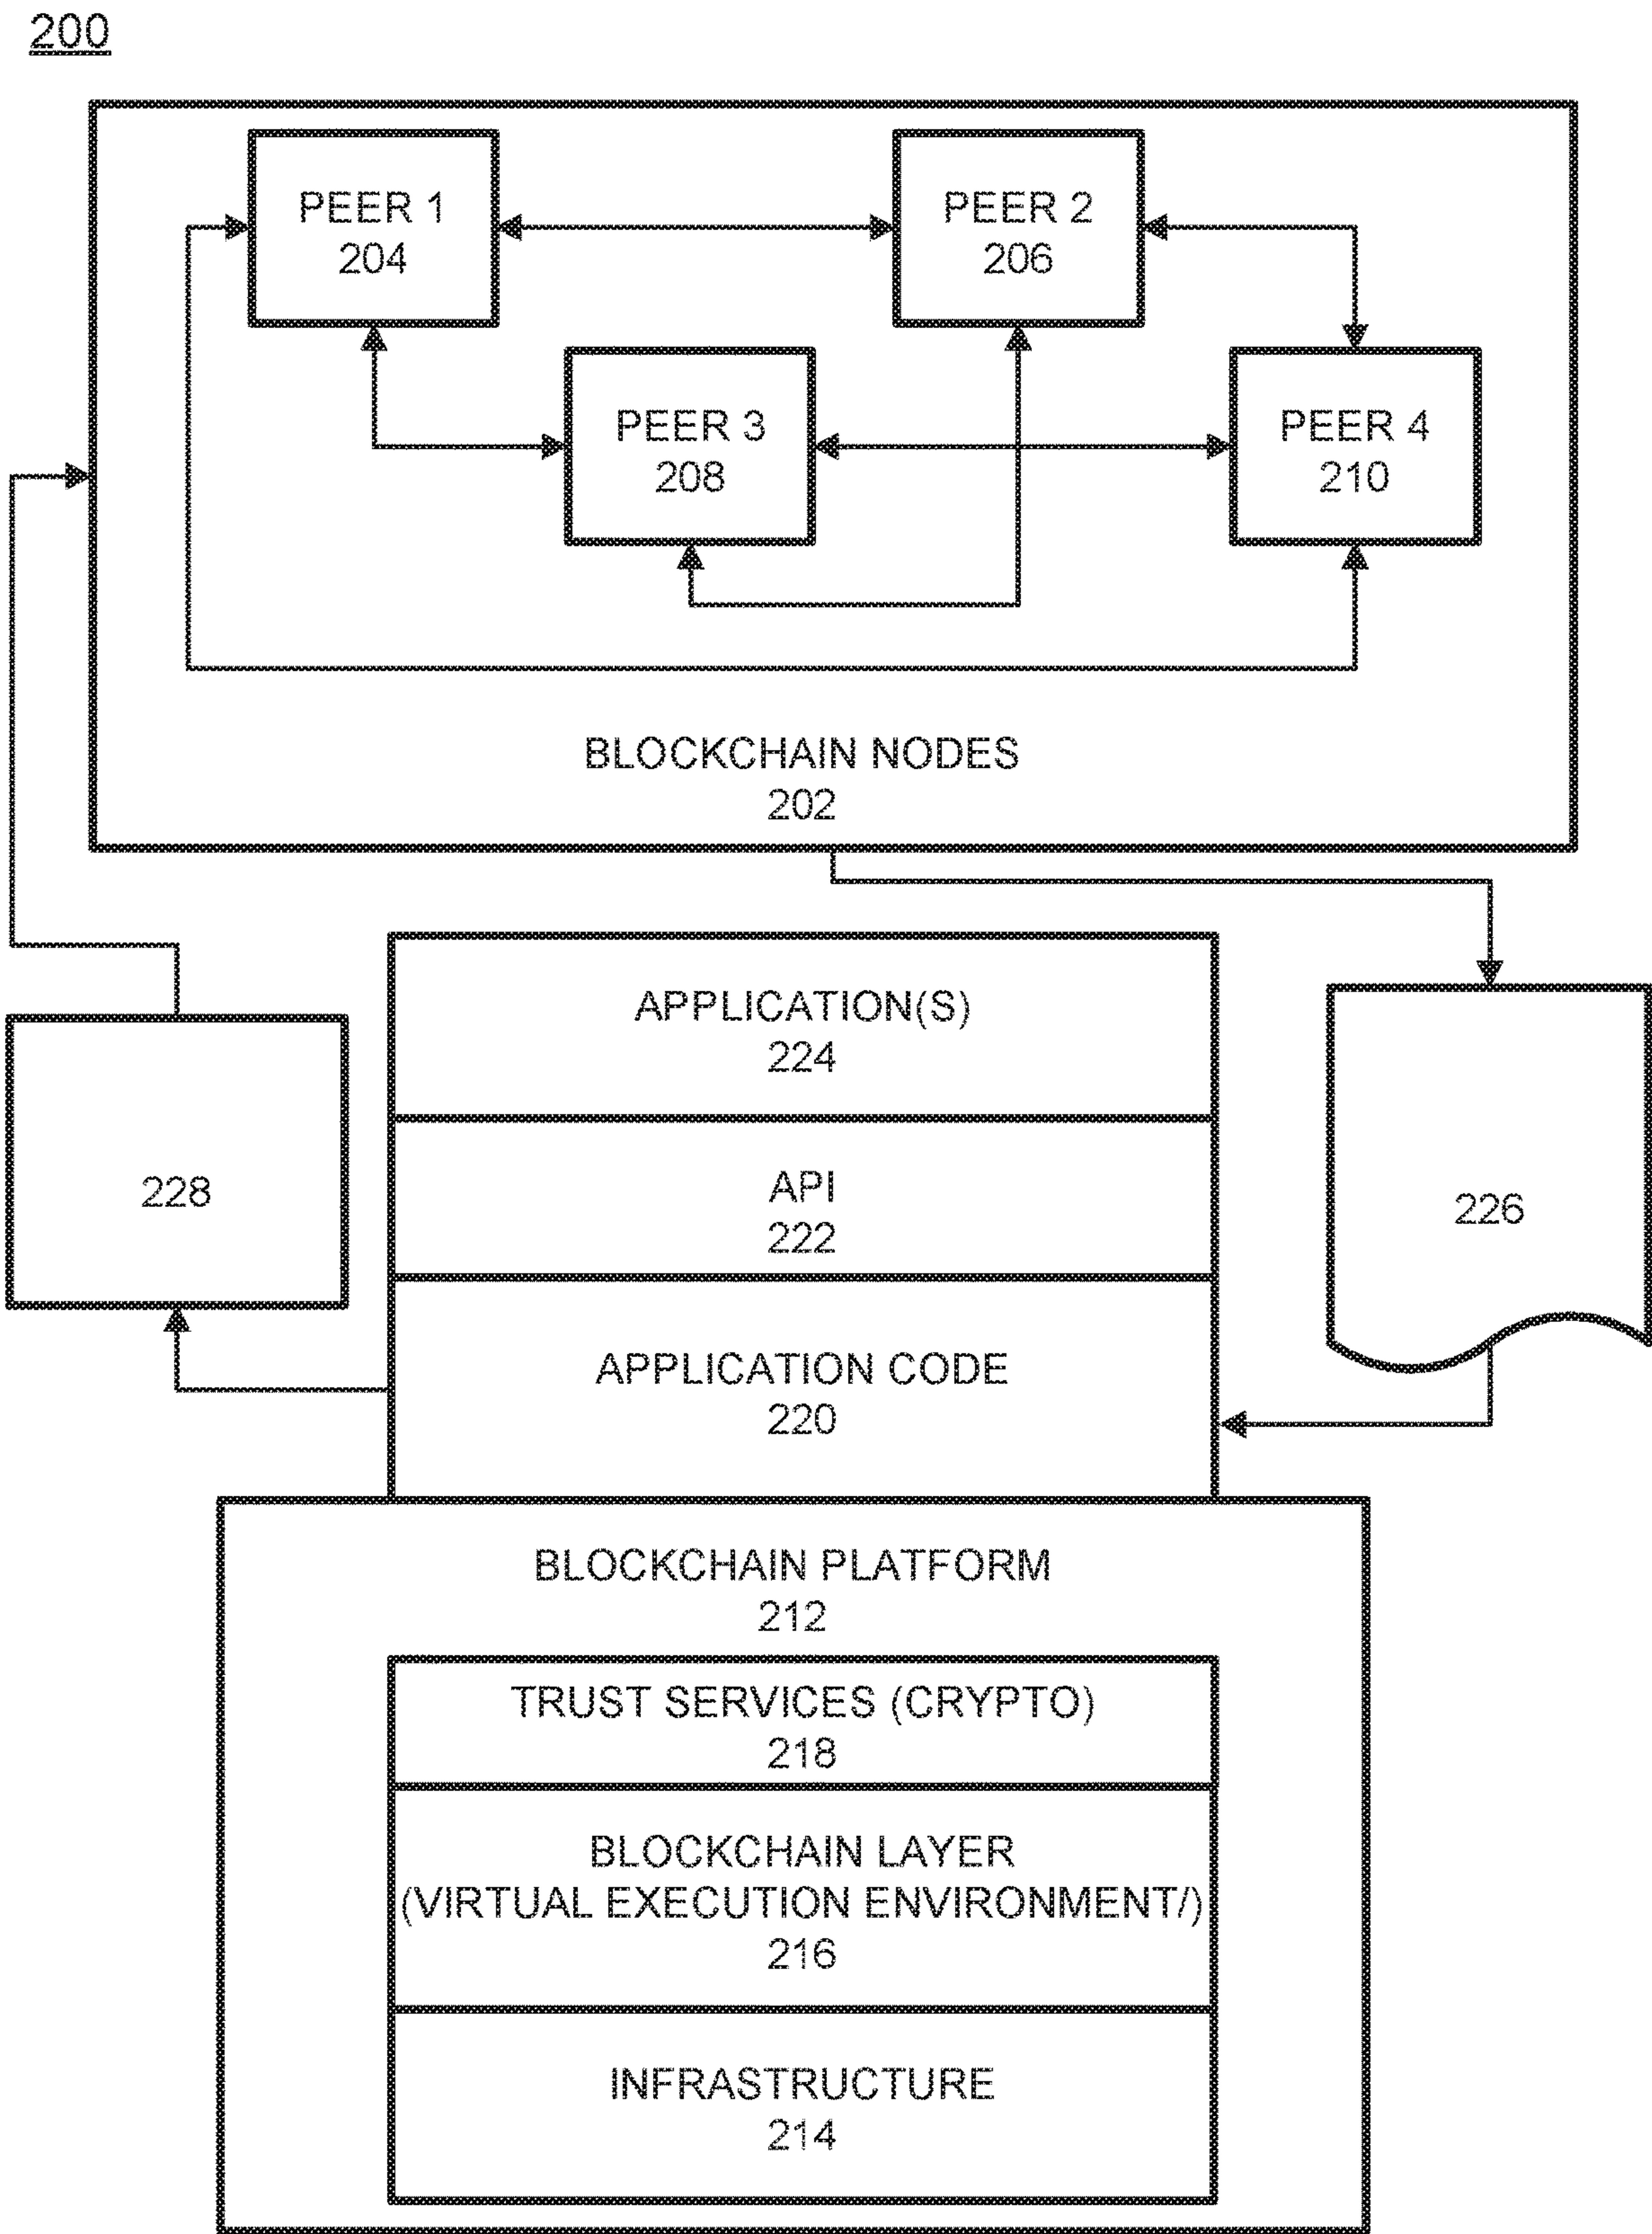 200
PEER 1
204
PEER 2
206
PEER 3
208
PEER 4
210
BLOCKCHAIN NODES
202
APPLICATION(S)
224
API
222
228
226
APPLICATION CODE
220
BLOCKCHAIN PLATFORM
212
TRUST SERVICES (CRYPTO)
218
BLOCKCHAIN LAYER
(VIRTUAL EXECUTION ENVIRONMENT/)
216
INFRASTRUCTURE
214